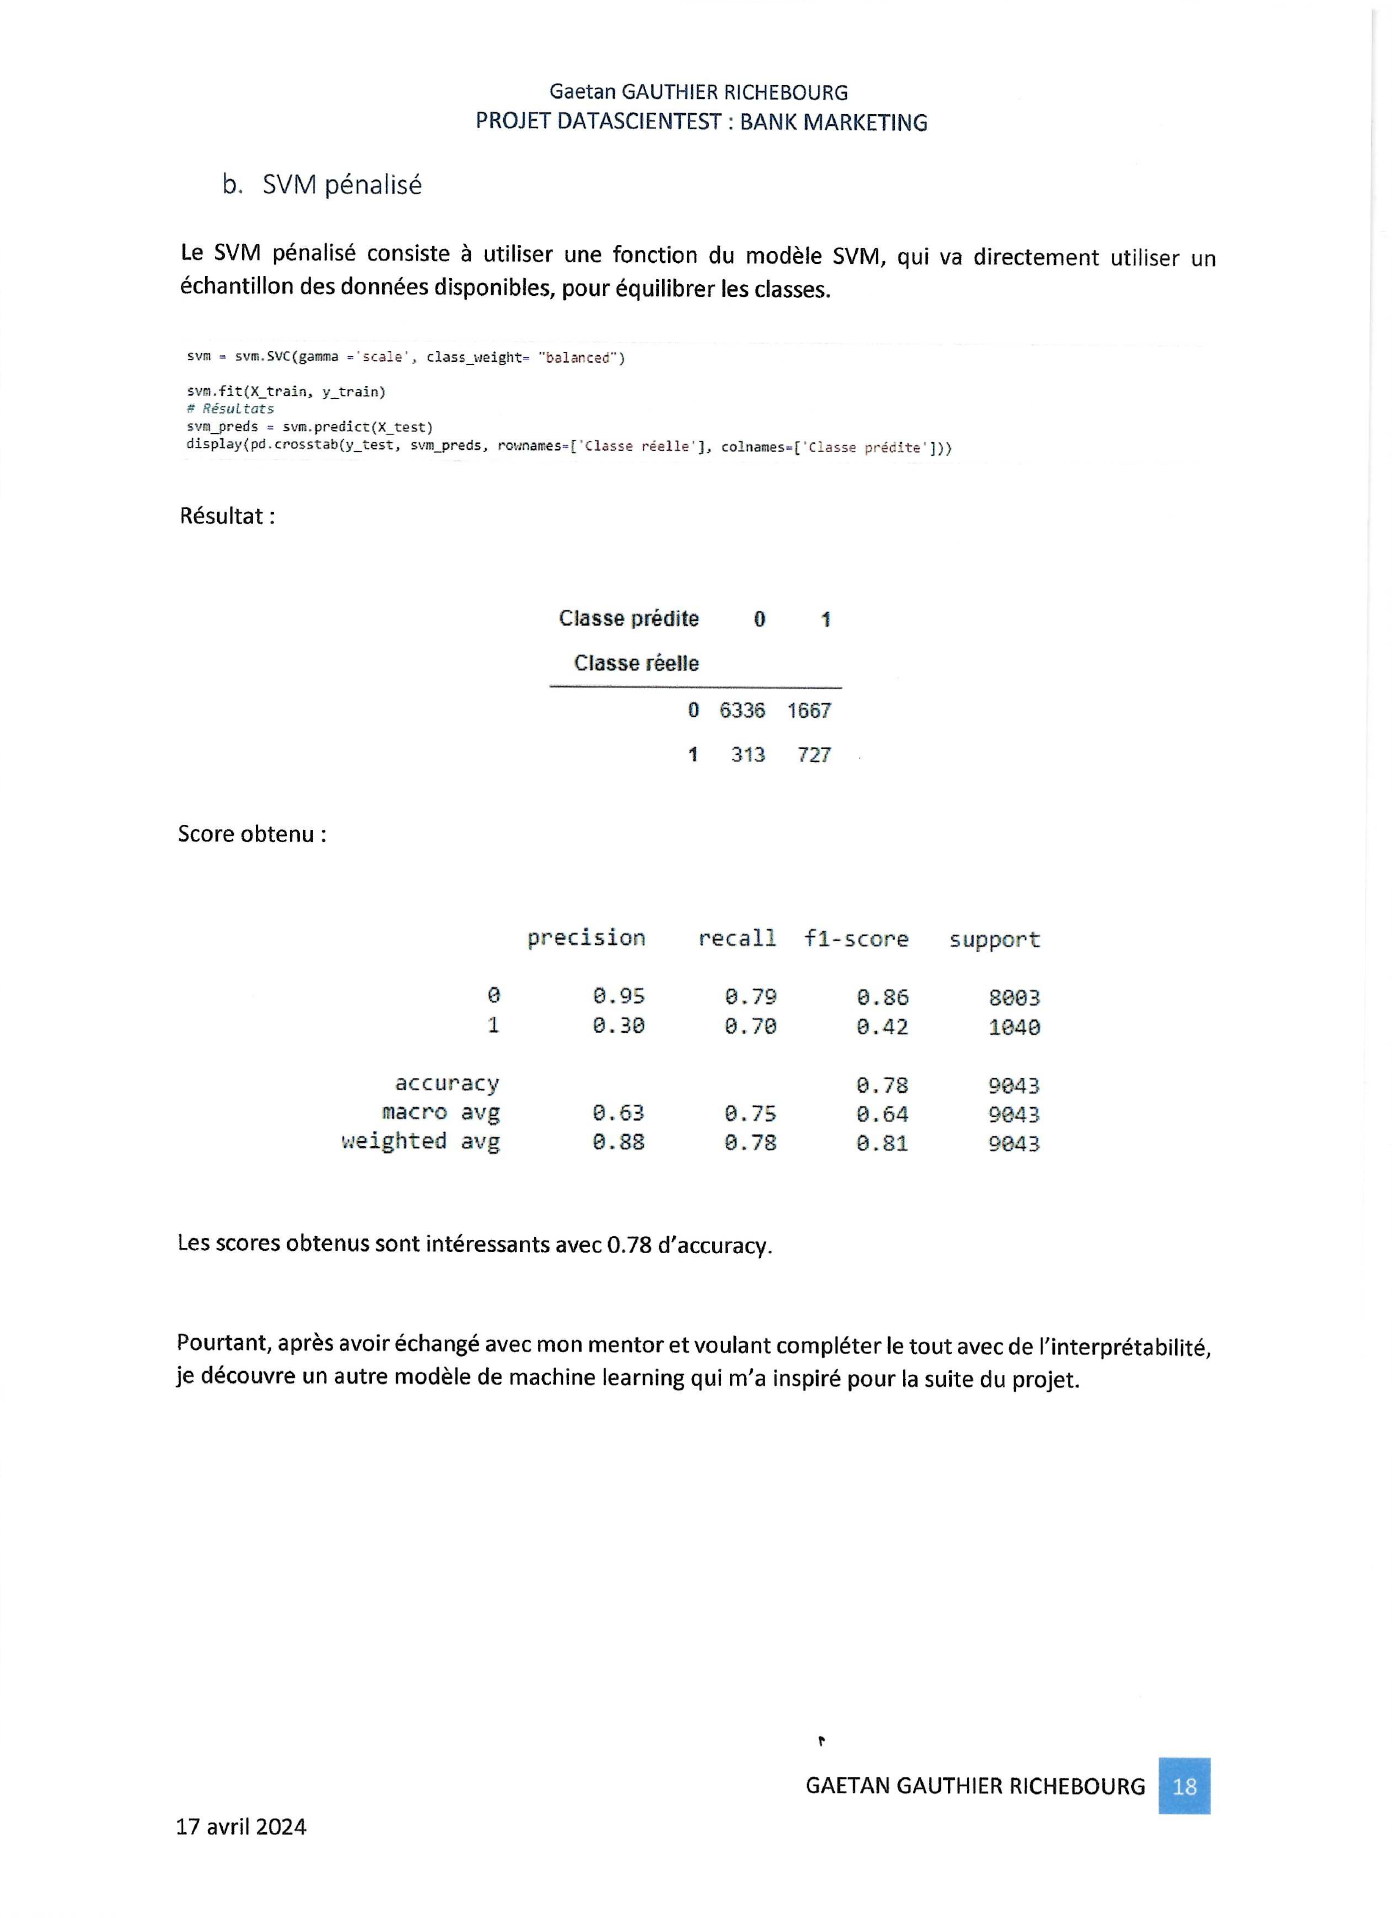 Gaetan GAUTHIER RICHEBOURG
PROJET DATASCIENTEST : BANK MARKETING
b. SVM pénalisé
Le SVM pénalisé consiste à utiliser une fonction du modèle SVM, qui va directement utiliser un
échantillon des données disponibles, pour équilibrer les classes.
svm = svm.SVC(gamma ='scale', class_weight= "balanced")
svm.fit(X_train, y_train)
# Résultats
svm_preds = svm.predict(X_test)
display(pd.crosstab(y_test, svm_preds, rownames=['Classe réelle'], colnames=['Classe prédite']))
Résultat :
Classe prédite 0 1
Classe réelle
0 6336 1667
1 313 727
Score obtenu :
precision recall f1-score support
0 0.95 0.79 0.86 8003
1 0.30 0.70 0.42 1040
accuracy 0.78 9043
macro avg 0.63 0.75 0.64 9043
weighted avg 0.88 0.78 0.81 9043
Les scores obtenus sont intéressants avec 0.78 d'accuracy.
Pourtant, après avoir échangé avec mon mentor et voulant compléter le tout avec de l'interprétabilité,
je découvre un autre modèle de machine learning qui m'a inspiré pour la suite du projet.
GAETAN GAUTHIER RICHEBOURG 18
17 avril 2024